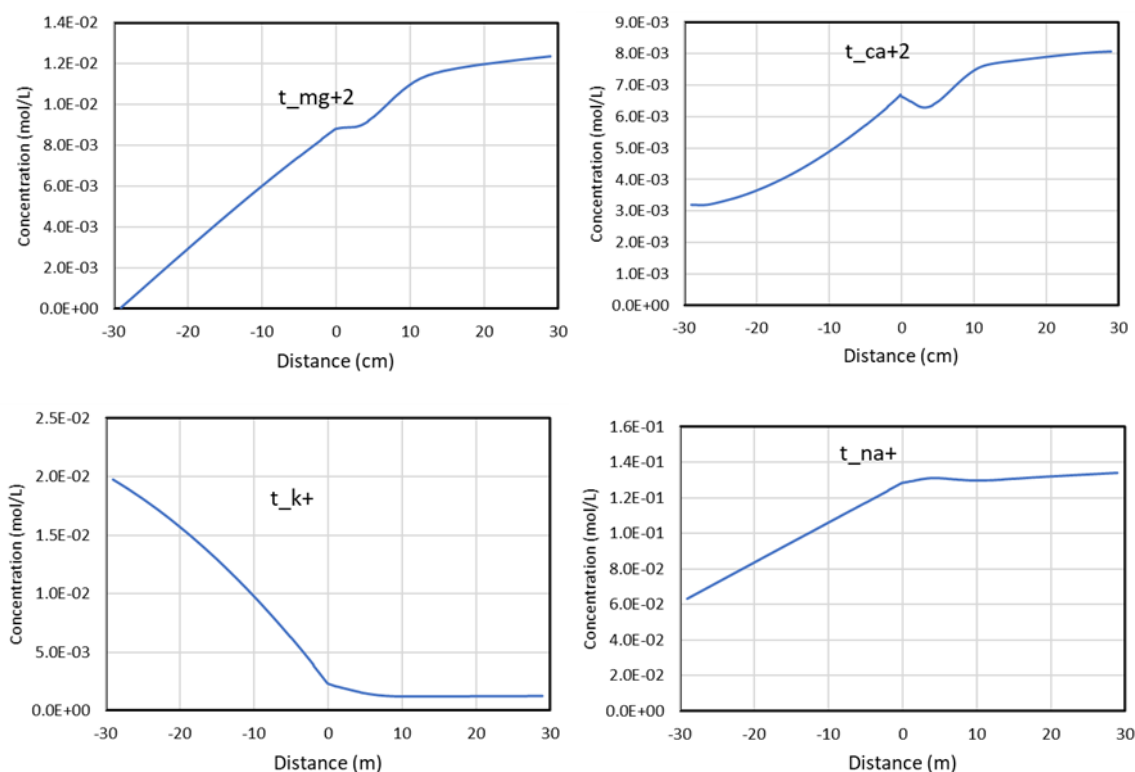 1.4E-02
1.2E-02
1.0E-02
8.0E-03
6.0E-03
4.0E-03
2.0E-03
0.0E+00
Concentration (mol/L)
t_mg+2
-30 -20 -10 0 10 20 30
Distance (cm)
9.0E-03
8.0E-03
7.0E-03
6.0E-03
5.0E-03
4.0E-03
3.0E-03
2.0E-03
1.0E-03
0.0E+00
Concentration (mol/L)
t_ca+2
-30 -20 -10 0 10 20 30
Distance (cm)
2.5E-02
2.0E-02
1.5E-02
1.0E-02
5.0E-03
0.0E+00
Concentration (mol/L)
t_k+
-30 -20 -10 0 10 20 30
Distance (m)
1.6E-01
1.4E-01
1.2E-01
1.0E-01
8.0E-02
6.0E-02
4.0E-02
2.0E-02
0.0E+00
Concentration (mol/L)
t_na+
-30 -20 -10 0 10 20 30
Distance (m)